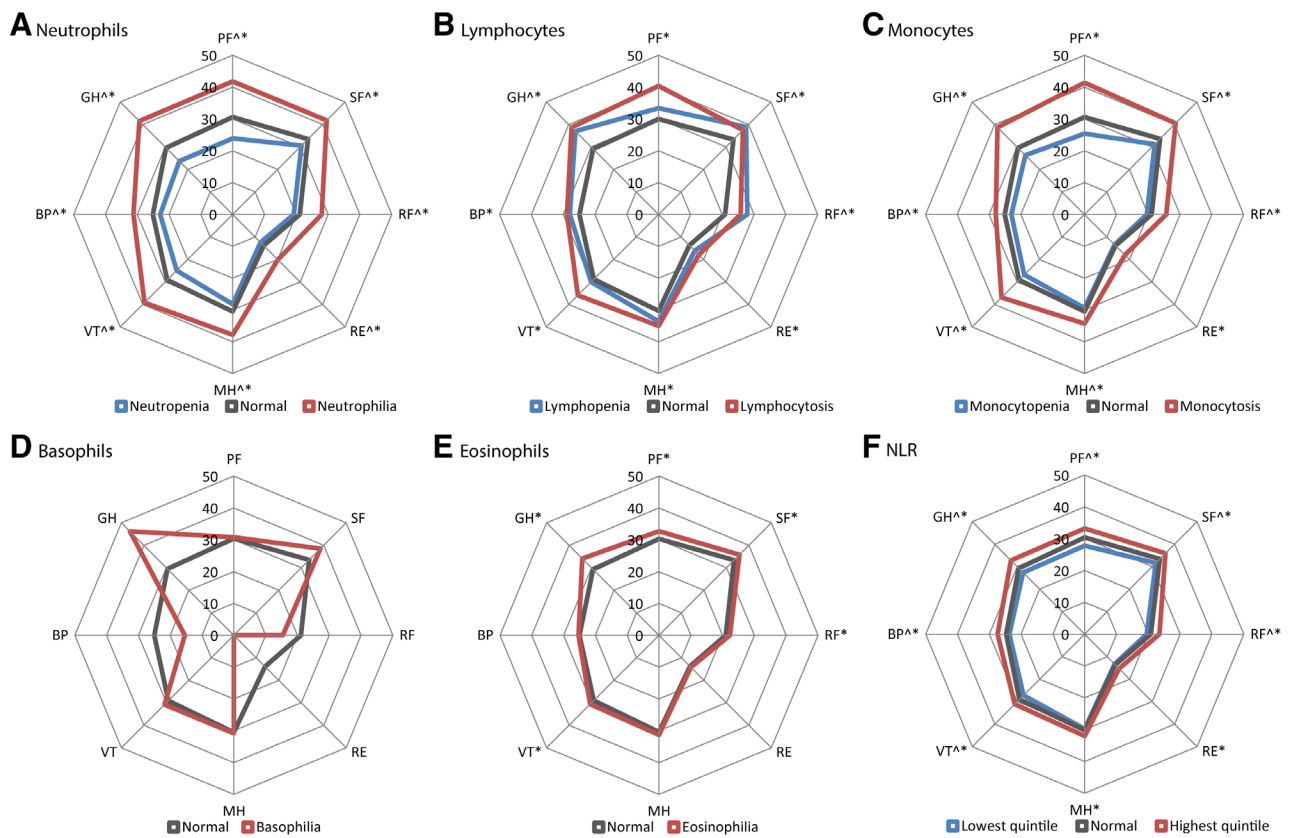 A Neutrophils
PF^*
50
40
30
20
10
0
SF^*
RF^*
RE^*
MH^*
VT^*
BP^*
GH^*
Neutropenia Normal Neutrophilia
B Lymphocytes
PF*
50
40
30
20
10
0
SF^*
RF^*
RE*
MH*
VT*
BP*
GH^*
Lymphopenia Normal Lymphocytosis
C Monocytes
PF^*
50
40
30
20
10
0
SF^*
RF^*
RE*
MH^*
VT^*
BP^*
GH^*
Monocytopenia Normal Monocytosis
D Basophils
PF
50
40
30
20
10
0
SF
RF
RE
MH
VT
BP
GH
Normal Basophilia
E Eosinophils
PF*
50
40
30
20
10
0
SF*
RF*
RE
MH
VT*
BP
GH*
Normal Eosinophilia
F NLR
PF^*
50
40
30
20
10
0
SF^*
RF^*
RE*
MH*
VT^*
BP^*
GH^*
Lowest quintile Normal Highest quintile